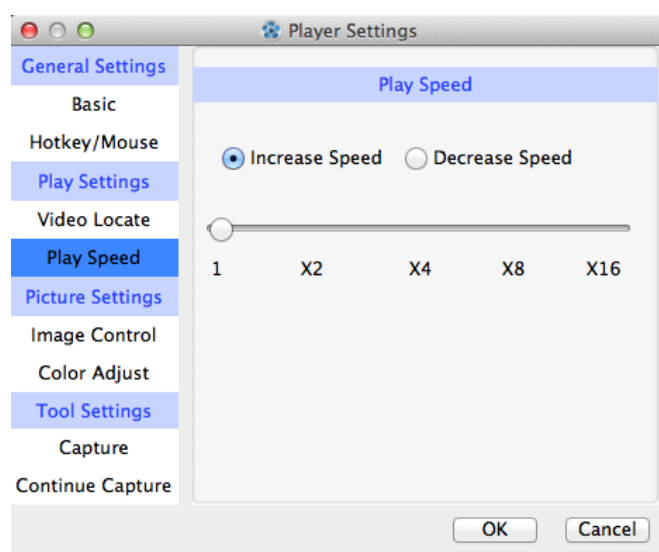 Player Settings
General Settings
Basic
Hotkey/Mouse
Play Settings
Video Locate
Play Speed
Picture Settings
Image Control
Color Adjust
Tool Settings
Capture
Continue Capture
Play Speed
Increase Speed Decrease Speed
1 X2 X4 X8 X16
OK Cancel